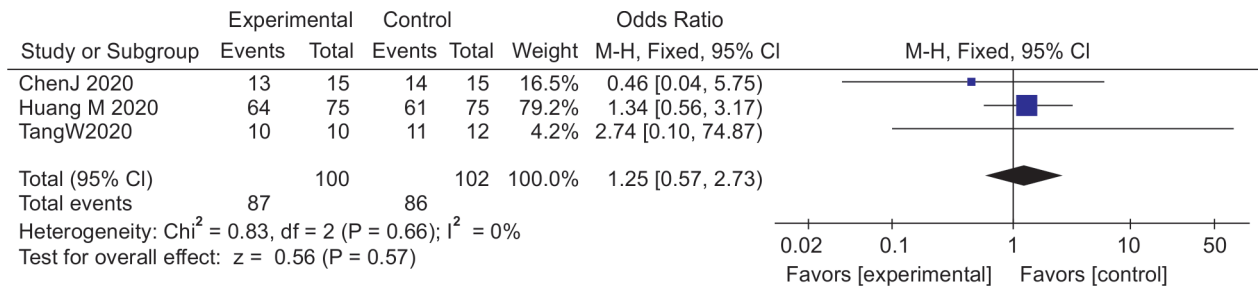 Experimental Control Odds Ratio
Study or Subgroup Events Total Events Total Weight M-H, Fixed, 95% CI M-H, Fixed, 95% CI
ChenJ 2020 13 15 14 15 16.5% 0.46 [0.04, 5.75)
Huang M 2020 64 75 61 75 79.2% 1.34 [0.56, 3.17)
TangW2020 10 10 11 12 4.2% 2.74 [0.10, 74.87)
Total (95% CI) 100 102 100.0% 1.25 [0.57, 2.73)
Total events 87 86
Heterogeneity: Chi² = 0.83, df = 2 (P = 0.66); I² = 0%
Test for overall effect: z = 0.56 (P = 0.57)
0.02 0.1 1 10 50
Favors [experimental] Favors [control]